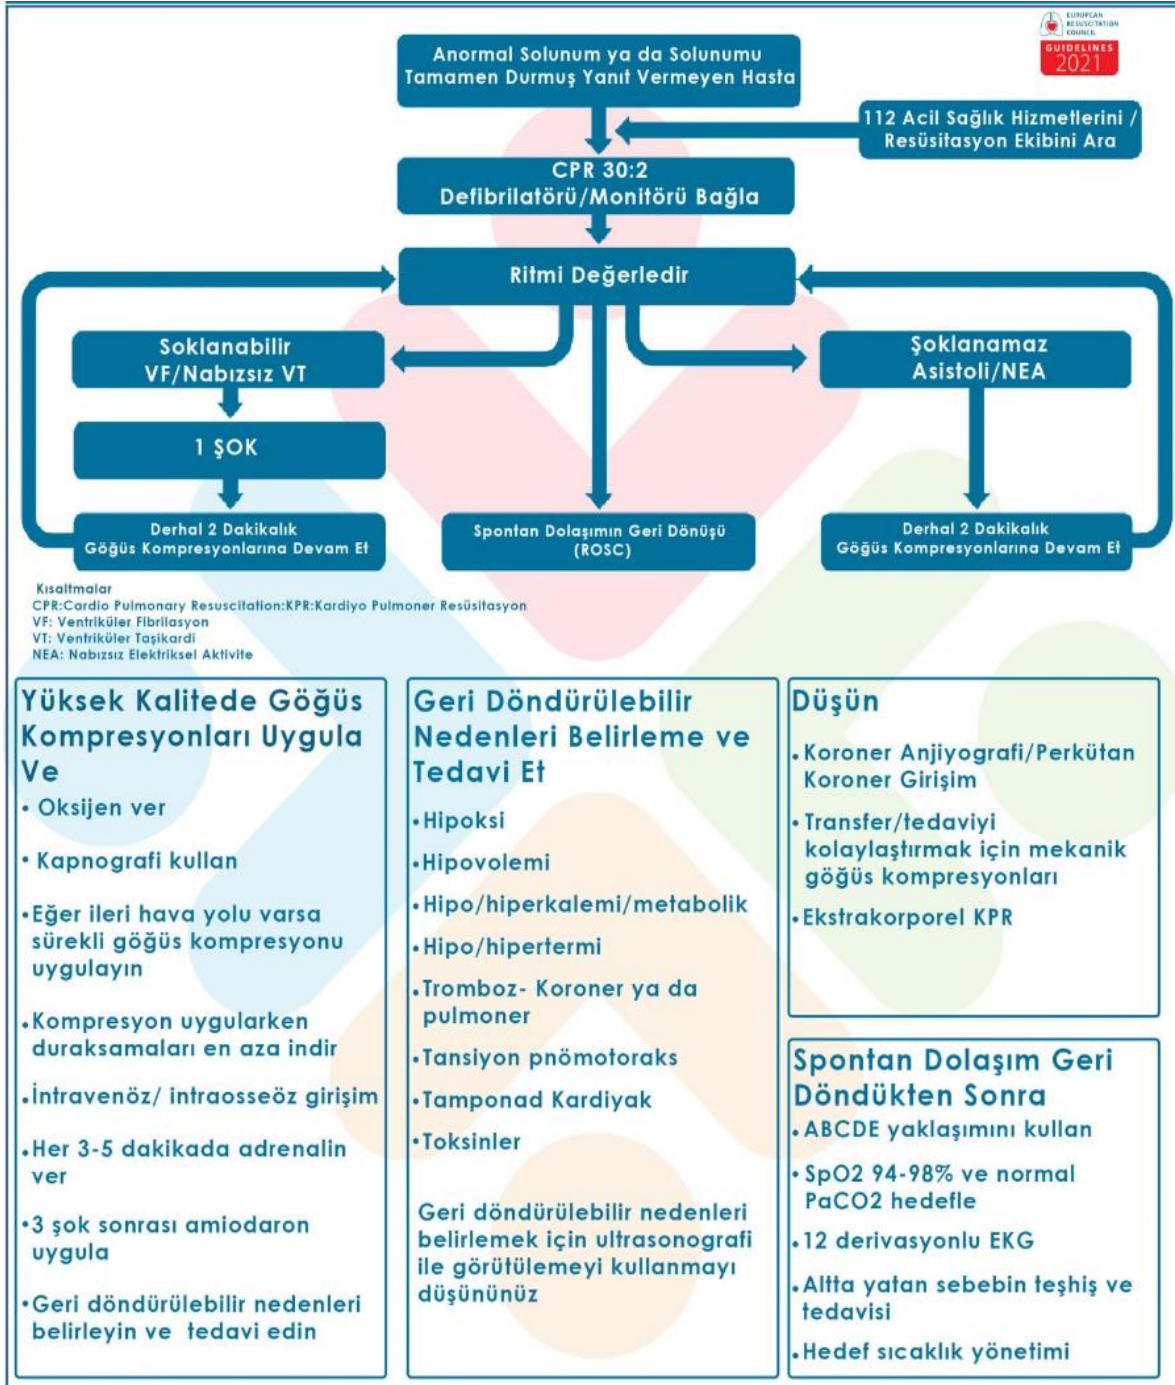 EUROPEAN
RESUSCITATION
COUNCIL
GUIDELINES
2021
Anormal Solunum ya da Solunumu
Tamamen Durmuş Yanıt Vermeyen Hasta
112 Acil Sağlık Hizmetlerini /
Resüsitasyon Ekibini Ara
CPR 30:2
Defibrilatörü/Monitörü Bağla
Ritmi Değerledir
Soklanabilir
VF/Nabızsız VT
Şoklanamaz
Asistoli/NEA
1 ŞOK
Derhal 2 Dakikalık
Göğüs Kompresyonlarına Devam Et
Spontan Dolaşımın Geri Dönüşü
(ROSC)
Derhal 2 Dakikalık
Göğüs Kompresyonlarına Devam Et
Kısaltmalar
CPR:Cardio Pulmonary Resuscitation:KPR:Kardiyo Pulmoner Resüsitasyon
VF: Ventriküler Fibrilasyon
VT: Ventriküler Taşikardi
NEA: Nabızsız Elektriksel Aktivite
Yüksek Kalitede Göğüs
Kompresyonları Uygula
Ve
• Oksijen ver
• Kapnografi kullan
•Eğer ileri hava yolu varsa
sürekli göğüs kompresyonu
uygulayın
•Kompresyon uygularken
duraksamaları en aza indir
•İntravenöz/ intraosseöz girişim
•Her 3-5 dakikada adrenalin
ver
•3 şok sonrası amiodaron
uygula
•Geri döndürülebilir nedenleri
belirleyin ve tedavi edin
Geri Döndürülebilir
Nedenleri Belirleme ve
Tedavi Et
•Hipoksi
•Hipovolemi
•Hipo/hiperkalemi/metabolik
•Hipo/hipertermi
•Tromboz- Koroner ya da
pulmoner
•Tansiyon pnömotoraks
•Tamponad Kardiyak
•Toksinler
Geri döndürülebilir nedenleri
belirlemek için ultrasonografi
ile görütülemeyi kullanmayı
düşününüz
Düşün
•Koroner Anjiyografi/Perkütan
Koroner Girişim
• Transfer/tedaviyi
kolaylaştırmak için mekanik
göğüs kompresyonları
•Ekstrakorporel KPR
Spontan Dolaşım Geri
Döndükten Sonra
•ABCDE yaklaşımını kullan
•SpO2 94-98% ve normal
PaCO2 hedefle
•12 derivasyonlu EKG
•Altta yatan sebebin teşhis ve
tedavisi
•Hedef sıcaklık yönetimi